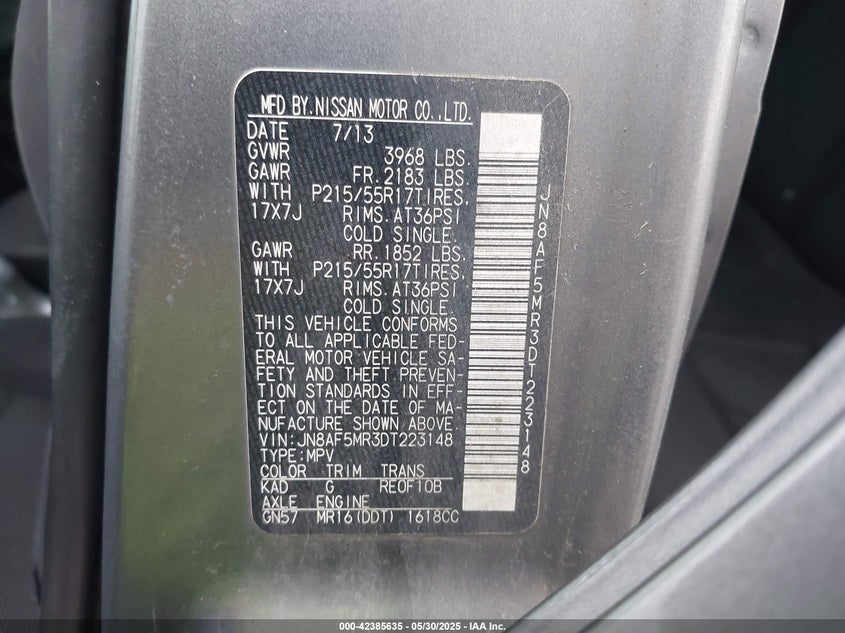 MFD BY.NISSAN MOTOR CO.,LTD.
DATE 7/13
GVWR 3968 LBS.
GAWR FR.2183 LBS.
WITH P215/55R17TIRES,
17X7J RIMS.AT36PSI
COLD SINGLE.
GAWR RR.1852 LBS.
WITH P215/55R17TIRES,
17X7J RIMS.AT36PSI
COLD SINGLE.
THIS VEHICLE CONFORMS
TO ALL APPLICABLE FED-
ERAL MOTOR VEHICLE SA-
FETY AND THEFT PREVEN-
TION STANDARDS IN EFF-
ECT ON THE DATE OF MA-
NUFACTURE SHOWN ABOVE.
VIN:JN8AF5MR3DT223148
TYPE:MPV
COLOR TRIM TRANS
KAD G RE0F10B
AXLE ENGINE
GN57 MR16(DDT) 1618CC
JN8AF5MR3DT223148
000-42385635 - 05/30/2025 - IAA Inc.